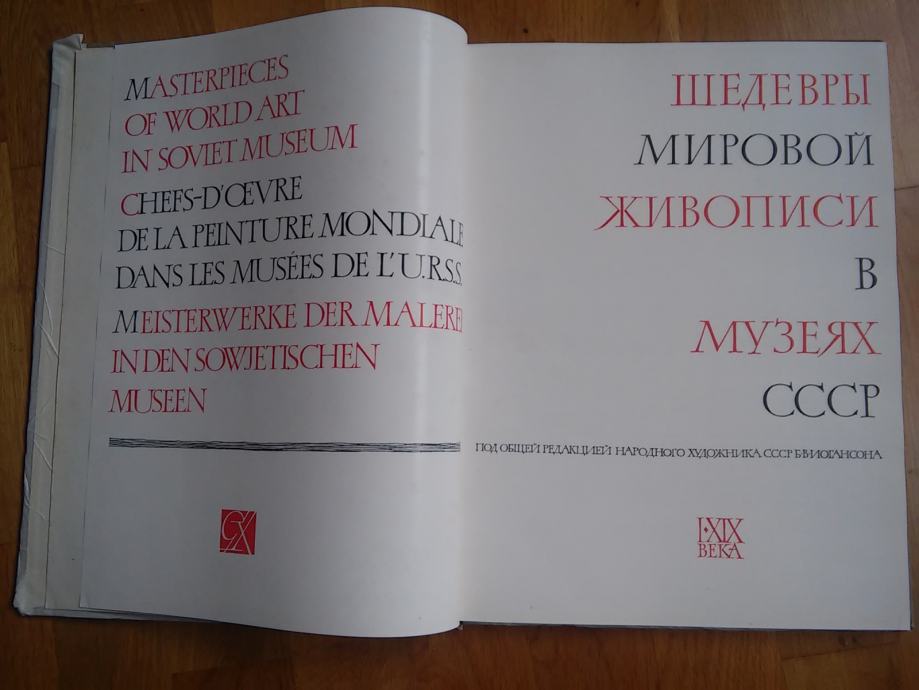 MASTERPIECES
OF WORLD ART
IN SOVIET MUSEUM
CHEFS-D'ŒVRE
DE LA PEINTURE MONDIALE
DANS LES MUSÉES DE L'U.R.S.S.
MEISTERWERKE DER MALEREI
IN DEN SOWJETISCHEN
MUSEEN
СХ
ШЕДЕВРЫ
МИРОВОЙ
ЖИВОПИСИ
В
МУЗЕЯХ
СССР
ПОД ОБЩЕЙ РЕДАКЦИЕЙ НАРОДНОГО ХУДОЖНИКА СССР Б·В·ИОГАНСОНА
I·XIX
ВЕКА